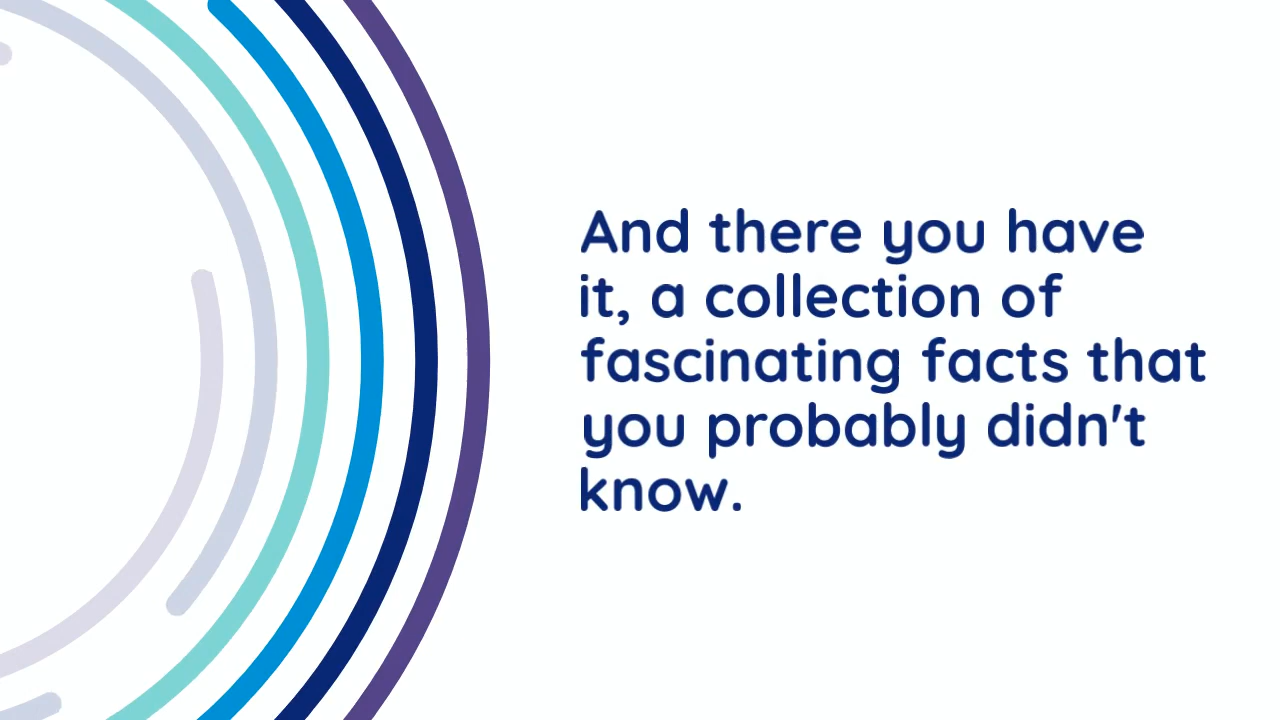 And there you have
it, a collection of
fascinating facts that
you probably didn't
know.